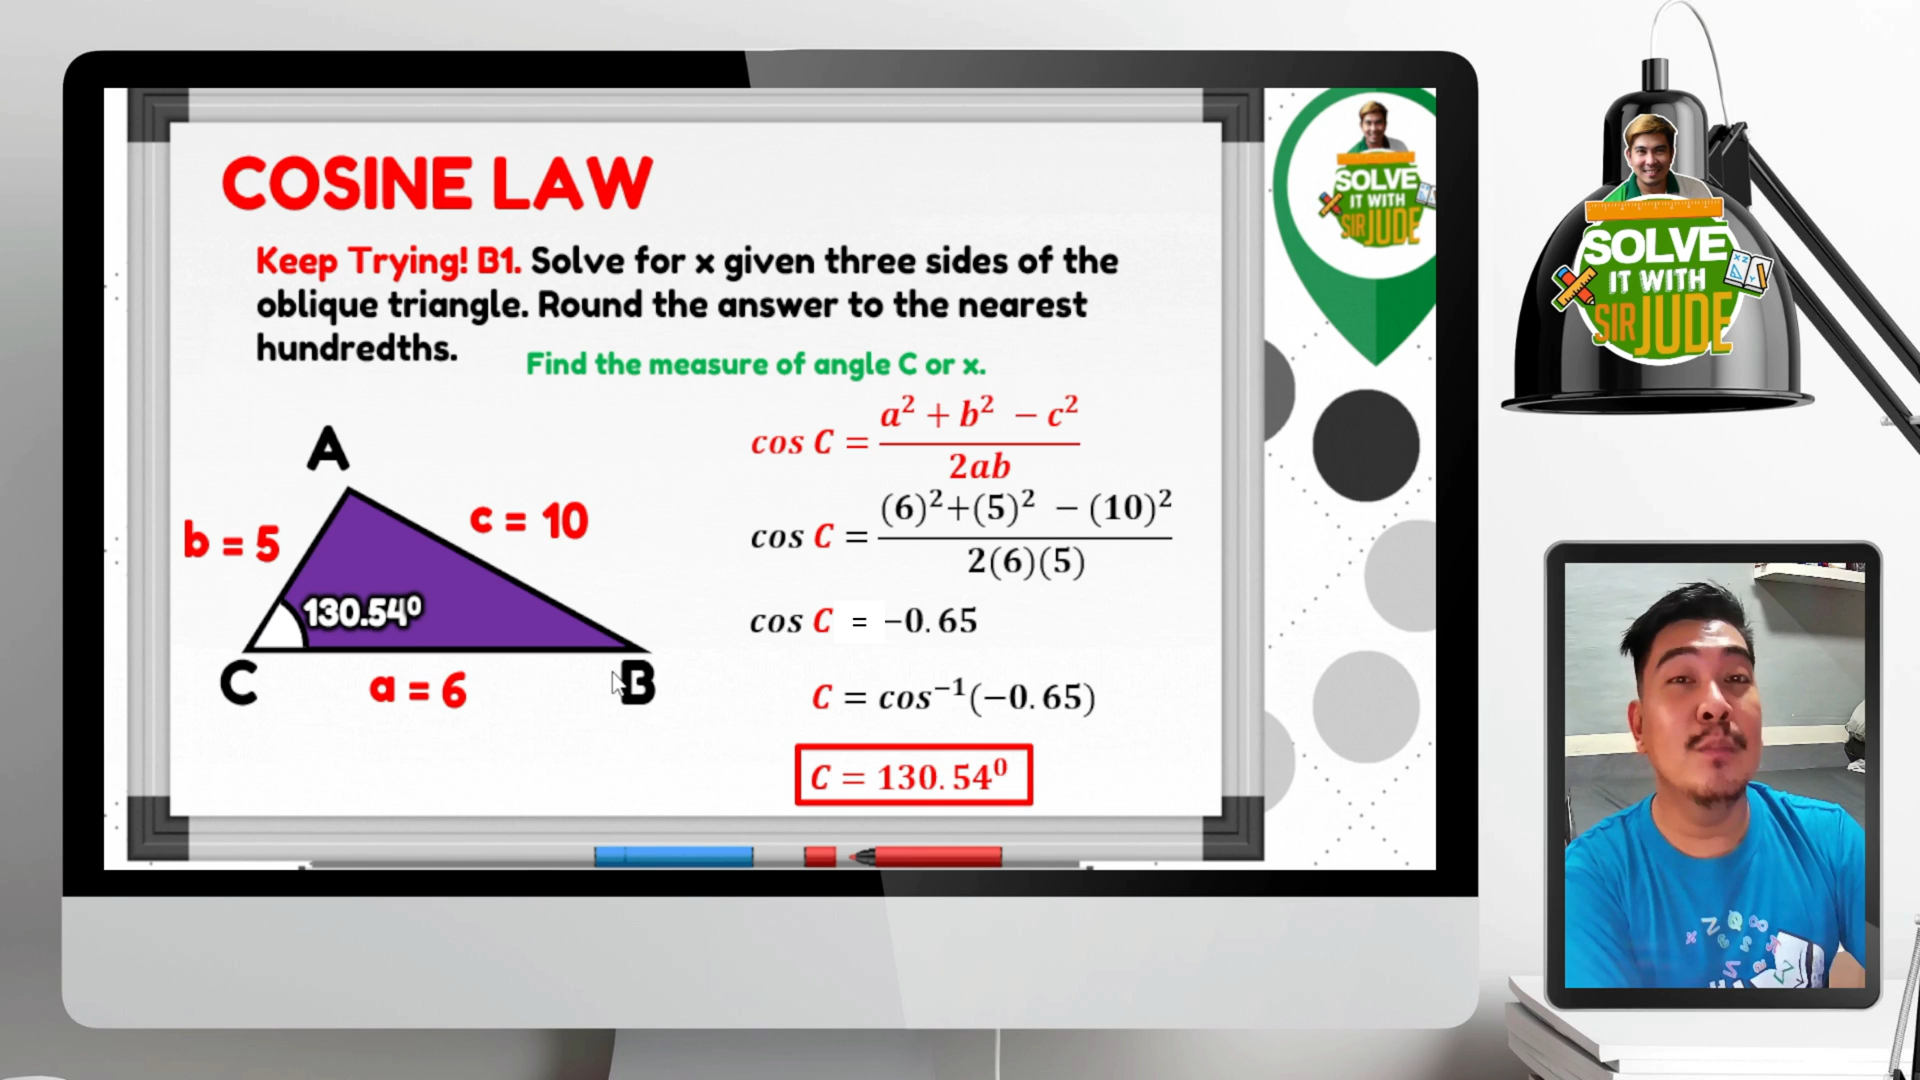 COSINE LAW
Keep Trying! B1. Solve for x given three sides of the
oblique triangle. Round the answer to the nearest
hundredths.
Find the measure of angle C or x.
cos C = (a² + b² − c²) / 2ab
cos C = ((6)²+(5)² − (10)²) / 2(6)(5)
cos C = −0.65
C = cos⁻¹(−0.65)
C = 130.54⁰
A
b = 5
c = 10
130.54⁰
C
a = 6
B
SOLVE
IT WITH
SIR JUDE
SOLVE
IT WITH
SIR JUDE